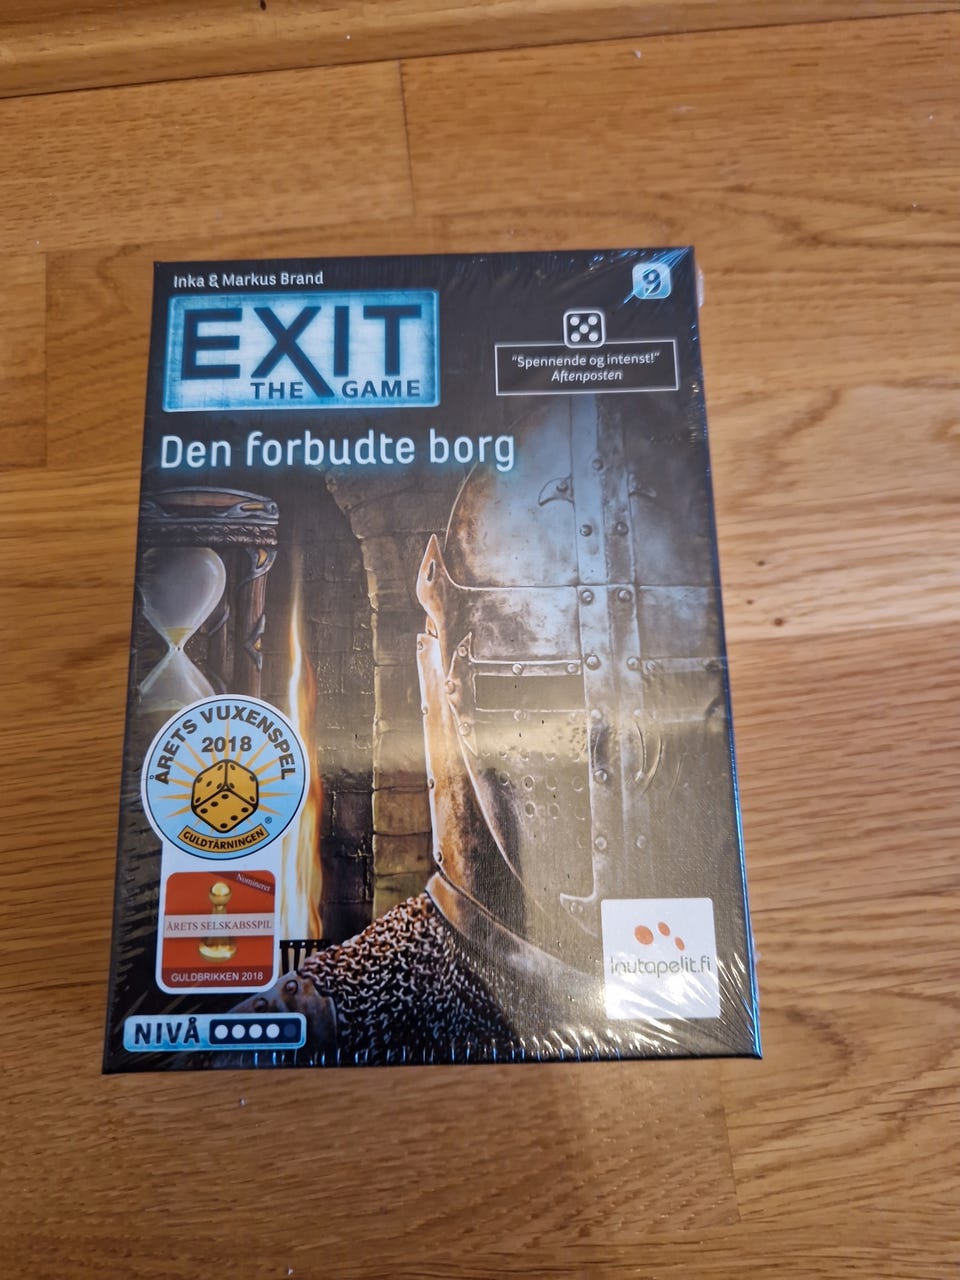 Inka & Markus Brand
9
EXIT
THE GAME
"Spennende og intenst!"
Aftenposten
Den forbudte borg
ÅRETS VUXENSPEL
2018
GULDTÄRNINGEN®
Nomineret
ÅRETS SELSKABSSPIL
GULDBRIKKEN 2018
lautapelit.fi
NIVÅ